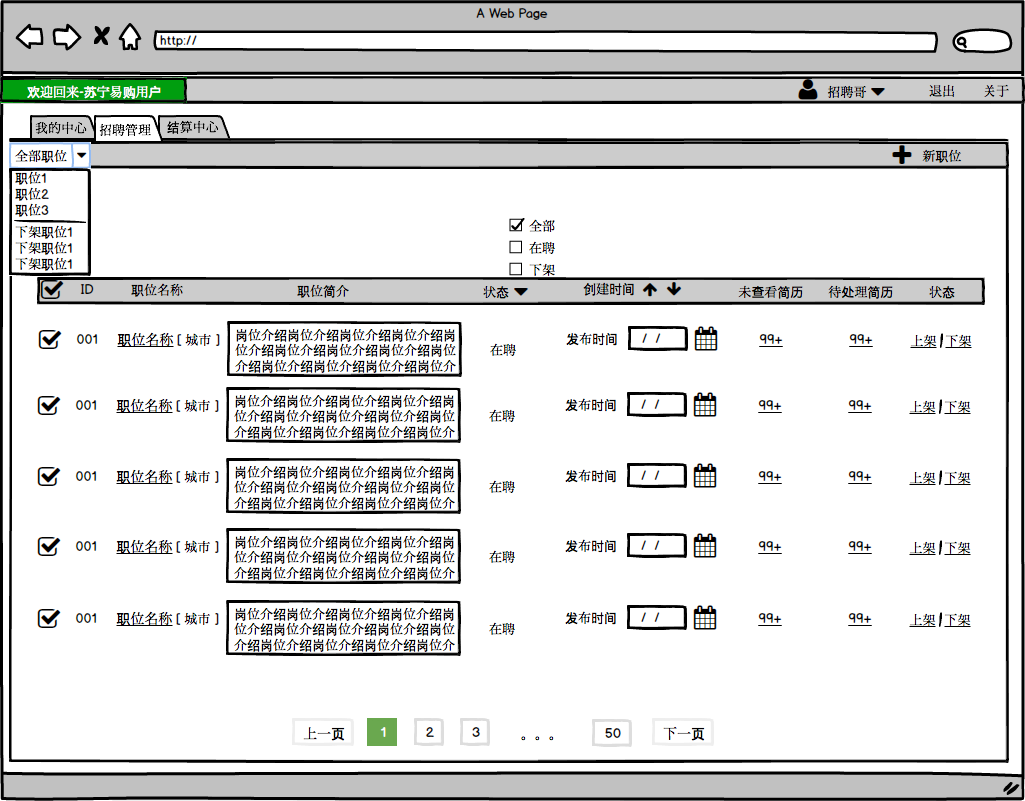 A Web Page
http://
欢迎回来-苏宁易购用户
招聘哥
退出
关于
我的中心
招聘管理
结算中心
全部职位
新职位
职位1
职位2
职位3
下架职位1
下架职位1
下架职位1
全部
在聘
下架
ID 职位名称 职位简介 状态 创建时间 未查看简历 待处理简历 状态
001 职位名称 [ 城市 ]
岗位介绍岗位介绍岗位介绍岗位介绍岗
位介绍岗位介绍岗位介绍岗位介绍岗位
介绍岗位介绍岗位介绍岗位介绍岗位介
在聘 发布时间 / / 99+ 99+ 上架/下架
001 职位名称 [ 城市 ]
岗位介绍岗位介绍岗位介绍岗位介绍岗
位介绍岗位介绍岗位介绍岗位介绍岗位
介绍岗位介绍岗位介绍岗位介绍岗位介
在聘 发布时间 / / 99+ 99+ 上架/下架
001 职位名称 [ 城市 ]
岗位介绍岗位介绍岗位介绍岗位介绍岗
位介绍岗位介绍岗位介绍岗位介绍岗位
介绍岗位介绍岗位介绍岗位介绍岗位介
在聘 发布时间 / / 99+ 99+ 上架/下架
001 职位名称 [ 城市 ]
岗位介绍岗位介绍岗位介绍岗位介绍岗
位介绍岗位介绍岗位介绍岗位介绍岗位
介绍岗位介绍岗位介绍岗位介绍岗位介
在聘 发布时间 / / 99+ 99+ 上架/下架
001 职位名称 [ 城市 ]
岗位介绍岗位介绍岗位介绍岗位介绍岗
位介绍岗位介绍岗位介绍岗位介绍岗位
介绍岗位介绍岗位介绍岗位介绍岗位介
在聘 发布时间 / / 99+ 99+ 上架/下架
上一页 1 2 3 。。。 50 下一页